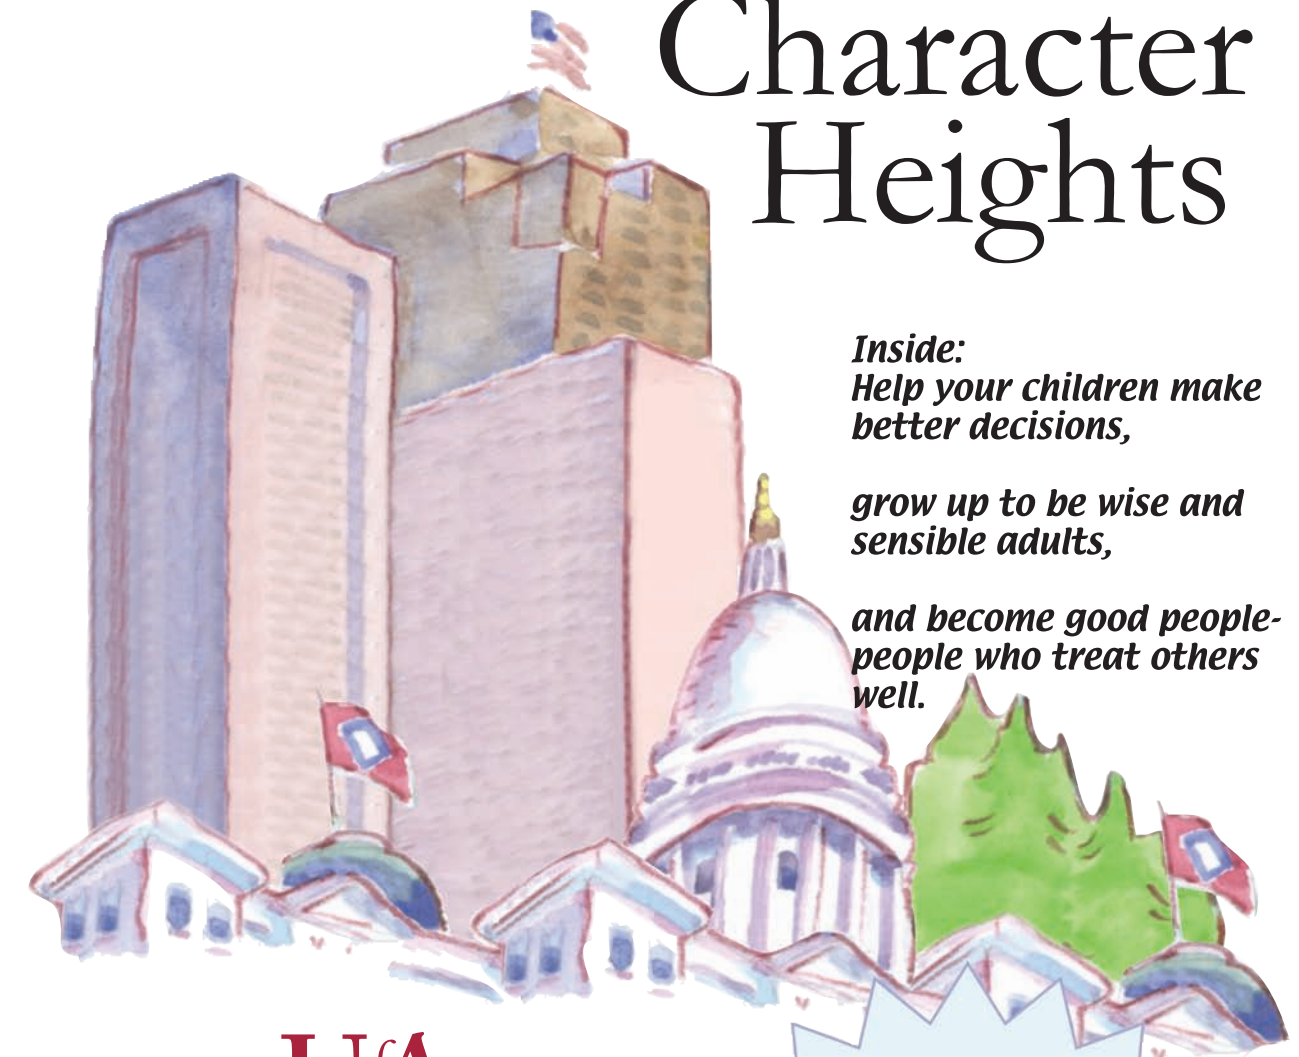 Character
Heights
Inside:
Help your children make
better decisions,
grow up to be wise and
sensible adults,
and become good people-
people who treat others
well.